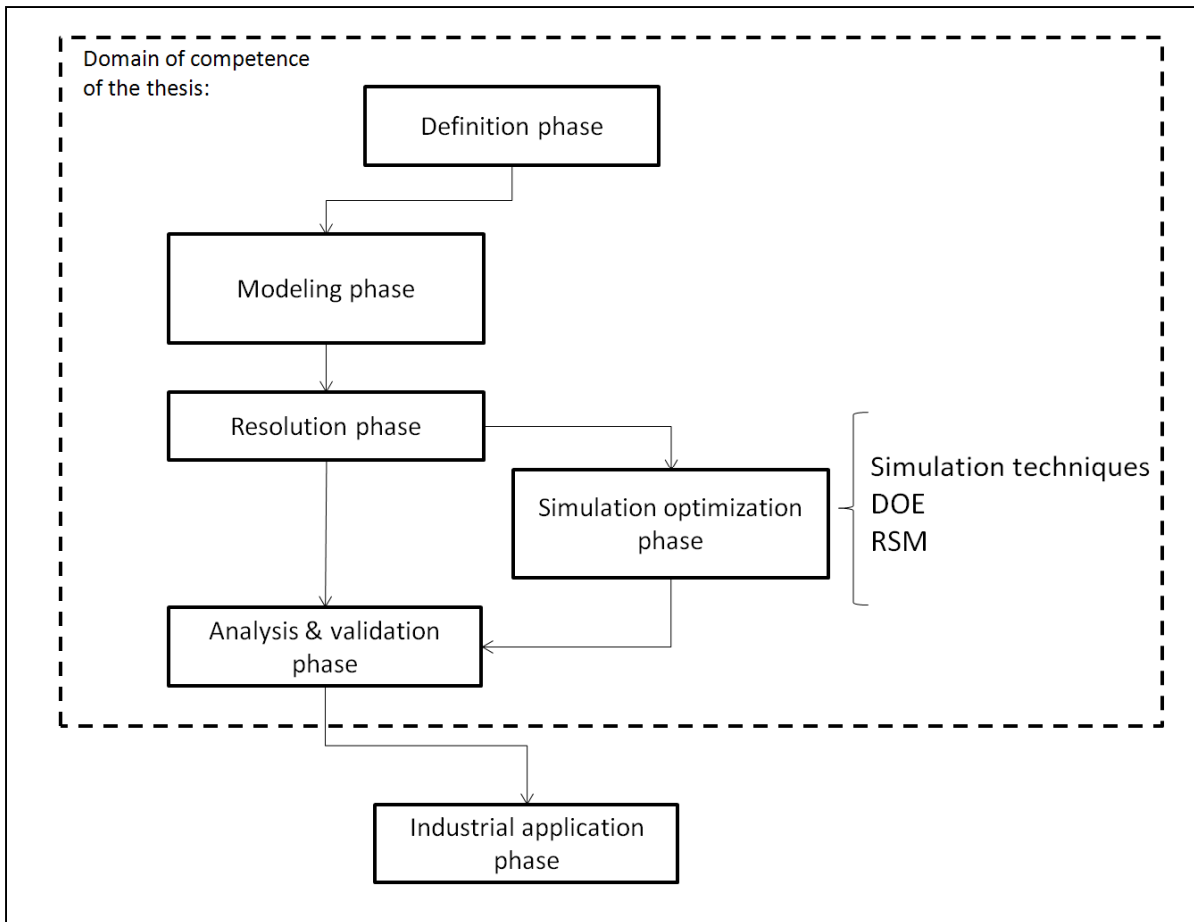 Domain of competence
of the thesis:
Definition phase
Modeling phase
Resolution phase
Simulation optimization
phase
Simulation techniques
DOE
RSM
Analysis & validation
phase
Industrial application
phase